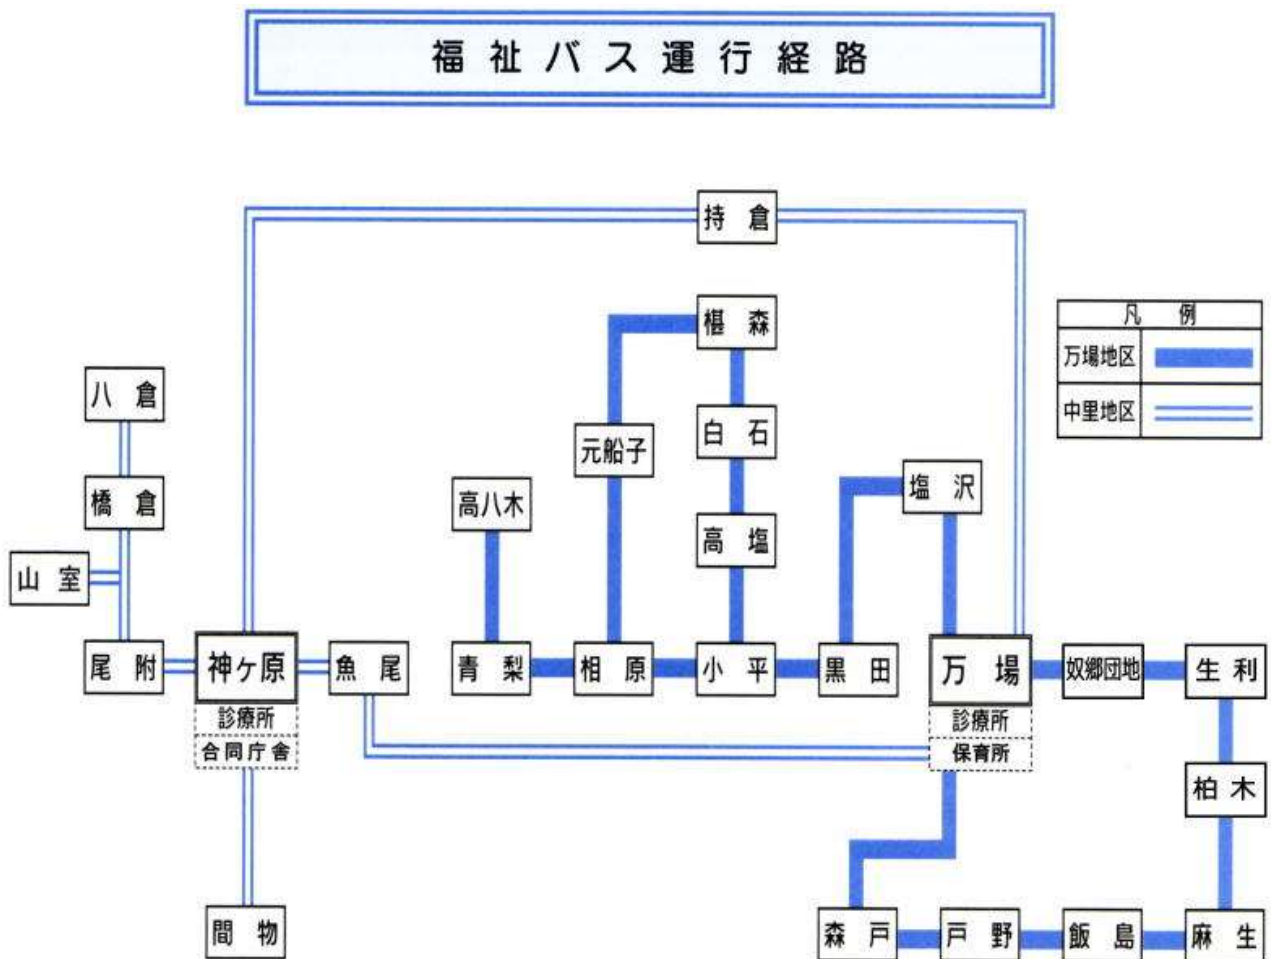 福祉バス運行経路
持倉
椹森
凡例
万場地区
中里地区
八倉
白石
元船子
塩沢
橋倉
高八木
高塩
山室
尾附
神ヶ原
魚尾
青梨
相原
小平
黒田
万場
奴郷団地
生利
診療所
合同庁舎
診療所
保育所
柏木
間物
森戸
戸野
飯島
麻生